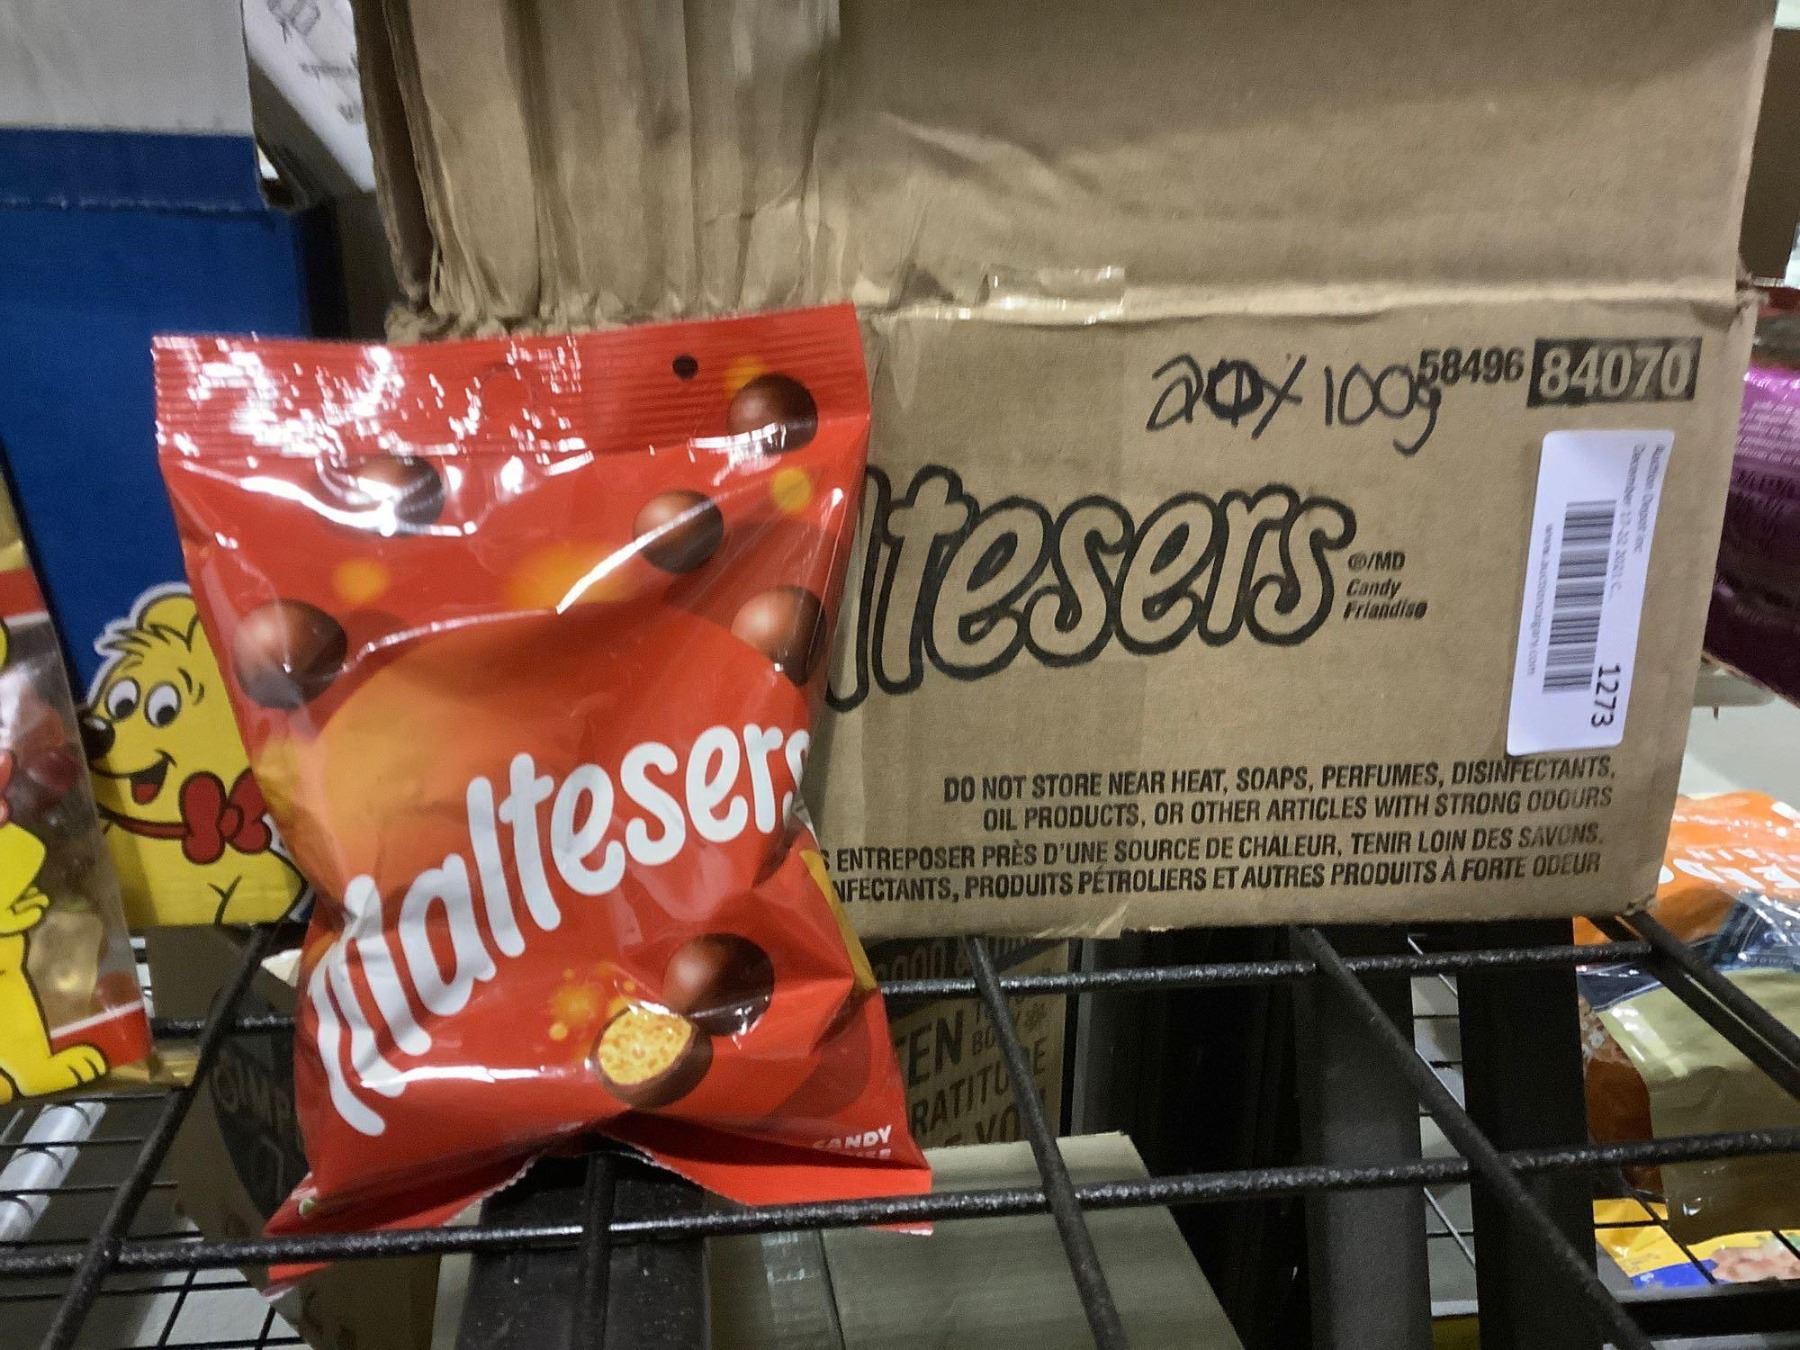 20 x 100g
58496 84070
ltesers
®/MD
Candy
Friandise
1273
DO NOT STORE NEAR HEAT, SOAPS, PERFUMES, DISINFECTANTS,
OIL PRODUCTS, OR OTHER ARTICLES WITH STRONG ODOURS
S ENTREPOSER PRÈS D'UNE SOURCE DE CHALEUR, TENIR LOIN DES SAVONS,
NFECTANTS, PRODUITS PÉTROLIERS ET AUTRES PRODUITS À FORTE ODEUR
Maltesers
CANDY